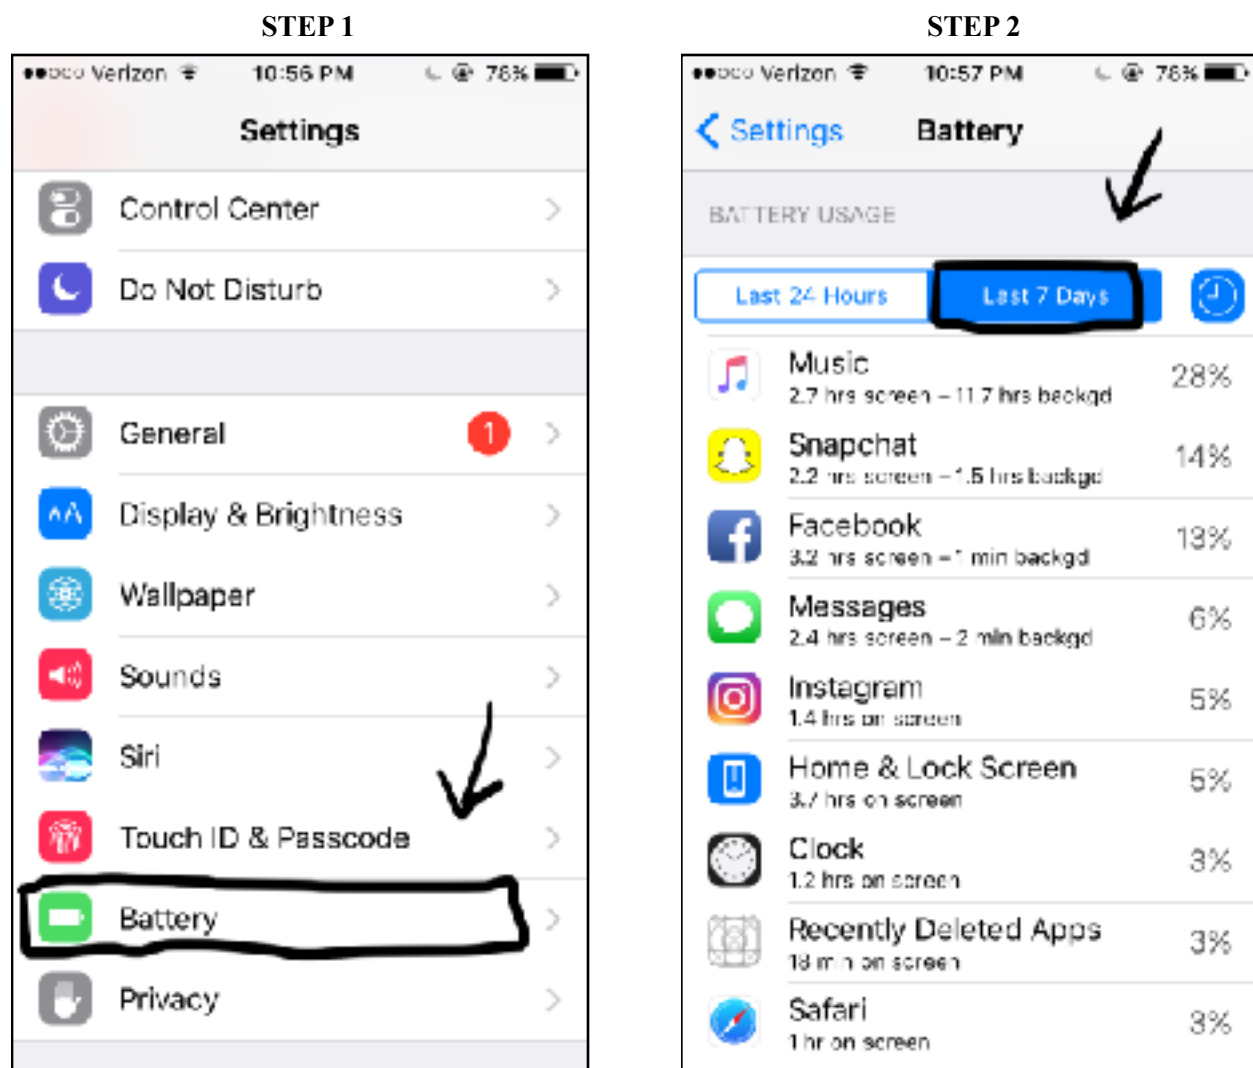 STEP 1
Verizon 10:56 PM 76%
Settings
Control Center
Do Not Disturb
General 1
Display & Brightness
Wallpaper
Sounds
Siri
Touch ID & Passcode
Battery
Privacy
STEP 2
Verizon 10:57 PM 76%
Settings Battery
BATTERY USAGE
Last 24 Hours Last 7 Days
Music 28%
2.7 hrs screen – 11.7 hrs backgd
Snapchat 14%
2.2 hrs screen – 1.5 hrs backgd
Facebook 13%
3.2 hrs screen – 1 min backgd
Messages 6%
2.4 hrs screen – 2 min backgd
Instagram 5%
1.4 hrs on screen
Home & Lock Screen 5%
3.7 hrs on screen
Clock 3%
1.2 hrs on screen
Recently Deleted Apps 3%
18 min on screen
Safari 3%
1 hr on screen